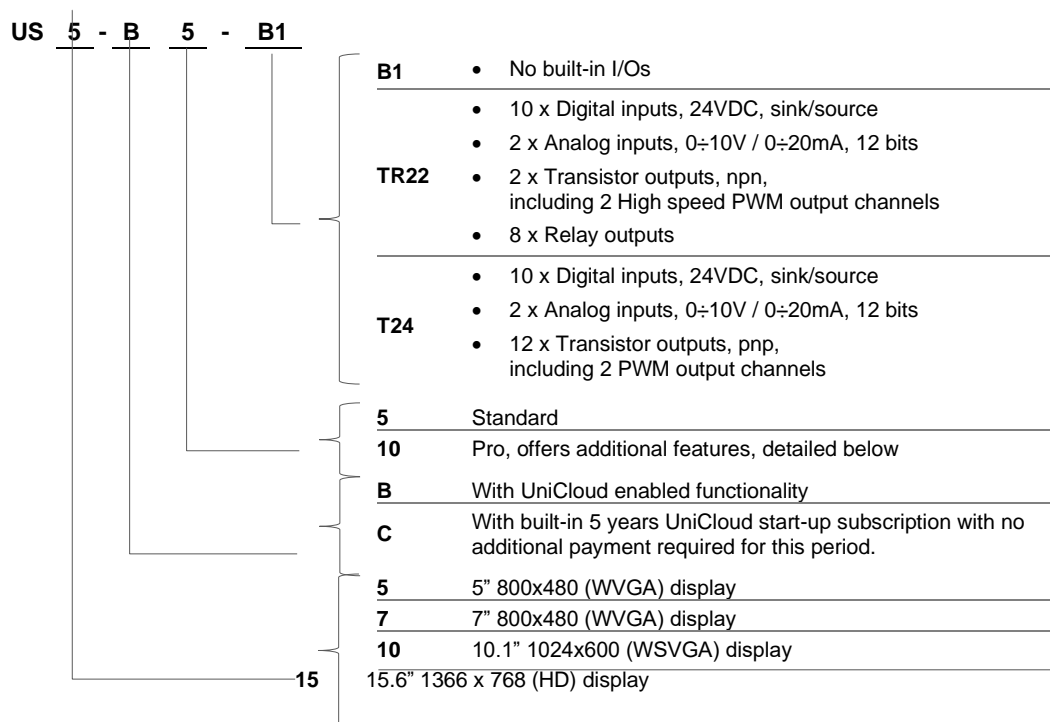 US 5 - B 5 - B1
B1 • No built-in I/Os
• 10 x Digital inputs, 24VDC, sink/source
• 2 x Analog inputs, 0÷10V / 0÷20mA, 12 bits
TR22 • 2 x Transistor outputs, npn,
including 2 High speed PWM output channels
• 8 x Relay outputs
• 10 x Digital inputs, 24VDC, sink/source
• 2 x Analog inputs, 0÷10V / 0÷20mA, 12 bits
T24
• 12 x Transistor outputs, pnp,
including 2 PWM output channels
5 Standard
10 Pro, offers additional features, detailed below
B With UniCloud enabled functionality
C With built-in 5 years UniCloud start-up subscription with no
additional payment required for this period.
5 5” 800x480 (WVGA) display
7 7” 800x480 (WVGA) display
10 10.1” 1024x600 (WSVGA) display
15 15.6” 1366 x 768 (HD) display